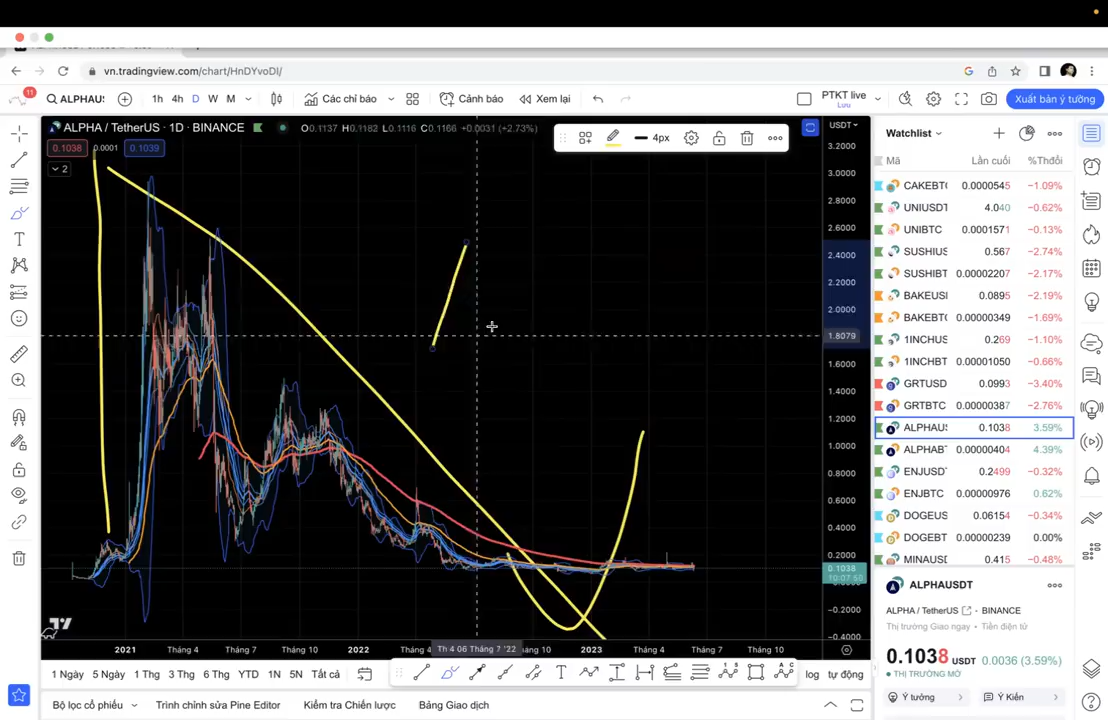 vn.tradingview.com/chart/HnDYvoDI/
11 ALPHAU: 1h 4h D W M Các chỉ báo Cảnh báo Xem lại PTKT live Lưu Xuất bản ý tưởng
ALPHA / TetherUS · 1D · BINANCE O0.1137 H0.1182 L0.1116 C0.1166 +0.0031 (+2.73%) USDT
0.1038 0.0001 0.1039
2
4px
3.2000
3.0000
2.8000
2.6000
2.4000
2.2000
2.0000
1.8079
1.6000
1.4000
1.2000
1.0000
0.8000
0.6000
0.4000
0.2000
0.1038
10:07:50
-0.2000
-0.4000
2021 Tháng 4 Tháng 7 Tháng 10 2022 Tháng 4 Th 4 06 Tháng 7 '22 2023 Tháng 4 Tháng 7 Tháng 10
1 Ngày 5 Ngày 1 Thg 3 Thg 6 Thg YTD 1N 5N Tất cả log tự động
Bộ lọc cổ phiếu Trình chỉnh sửa Pine Editor Kiểm tra Chiến lược Bảng Giao dịch
Watchlist
Mã Lần cuối %Thđổi
CAKEBT 0.0000545 −1.09%
UNIUSDT 4.040 −0.62%
UNIBTC 0.0001571 −0.13%
SUSHIUS 0.567 −2.74%
SUSHIBT 0.00002207 −2.17%
BAKEUSI 0.0895 −2.19%
BAKEBT 0.00000349 −1.69%
1INCHUS 0.269 −1.10%
1INCHBT 0.00001050 −0.66%
GRTUSD 0.0993 −3.40%
GRTBTC 0.00000387 −2.76%
ALPHAUS 0.1038 3.59%
ALPHABT 0.00000404 4.39%
ENJUSD 0.2499 −0.32%
ENJBTC 0.00000976 0.62%
DOGEUS 0.06154 −0.34%
DOGEBT 0.00000239 0.00%
MINAUS 0.415 −0.48%
ALPHAUSDT
ALPHA / TetherUS BINANCE
Thị trường Giao ngay • Tiền điện tử
0.1038 USDT 0.0036 (3.59%)
THỊ TRƯỜNG MỞ
Ý tưởng Ý Kiến